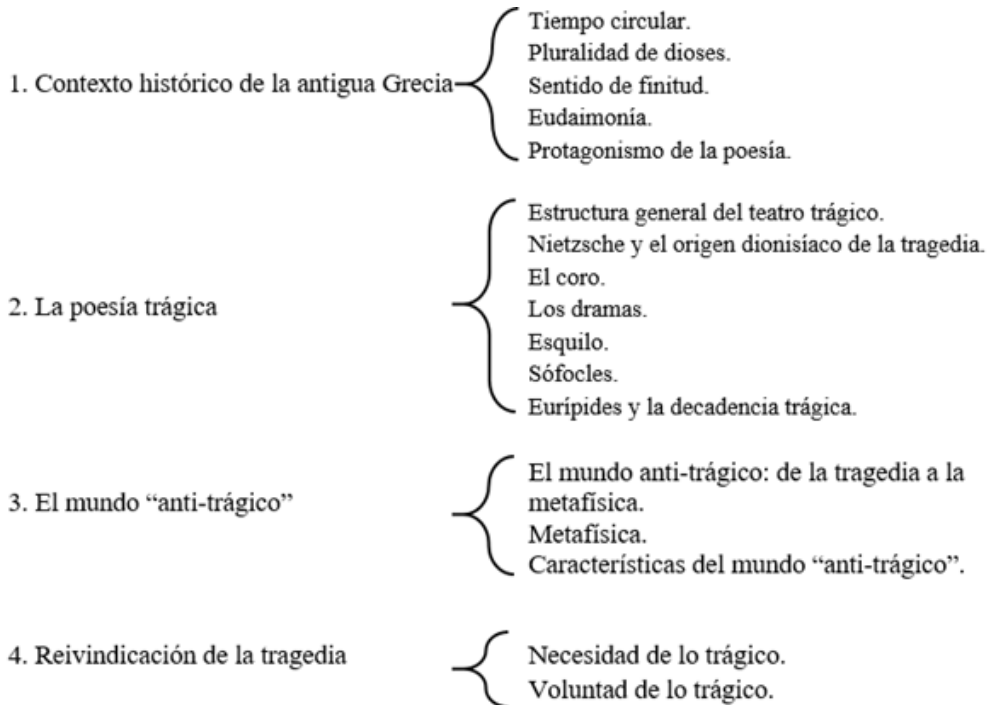 1. Contexto histórico de la antigua Grecia
Tiempo circular.
Pluralidad de dioses.
Sentido de finitud.
Eudaimonía.
Protagonismo de la poesía.
2. La poesía trágica
Estructura general del teatro trágico.
Nietzsche y el origen dionisíaco de la tragedia.
El coro.
Los dramas.
Esquilo.
Sófocles.
Eurípides y la decadencia trágica.
3. El mundo “anti-trágico”
El mundo anti-trágico: de la tragedia a la
metafísica.
Metafísica.
Características del mundo “anti-trágico”.
4. Reivindicación de la tragedia
Necesidad de lo trágico.
Voluntad de lo trágico.